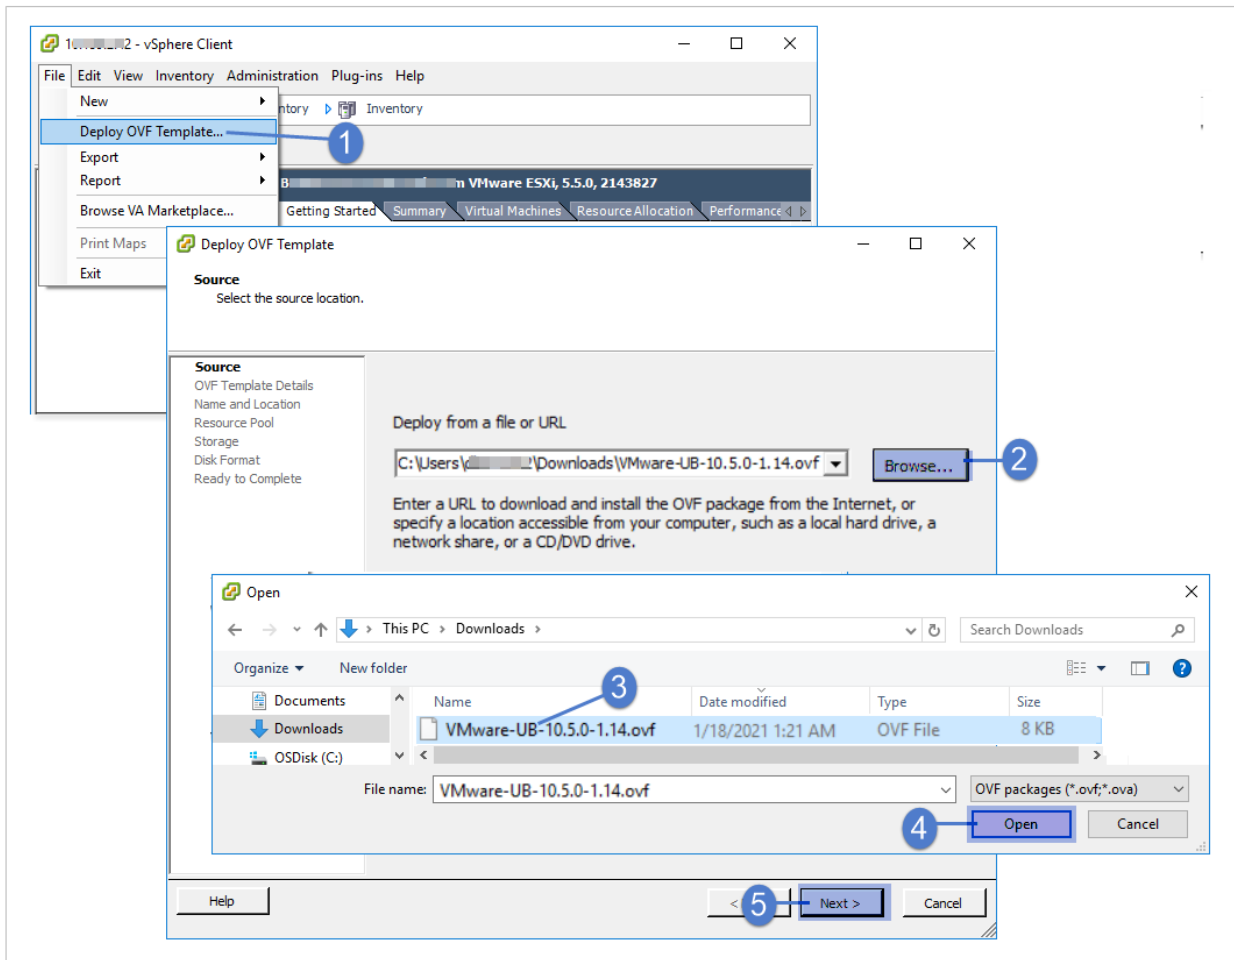 - vSphere Client
File Edit View Inventory Administration Plug-ins Help
New
Inventory
Deploy OVF Template...
1
Export
Report
VMware ESXi, 5.5.0, 2143827
Browse VA Marketplace...
Getting Started Summary Virtual Machines Resource Allocation Performance
Print Maps
Exit
Deploy OVF Template
Source
Select the source location.
Source
OVF Template Details
Name and Location
Resource Pool
Storage
Disk Format
Ready to Complete
Deploy from a file or URL
C:\Users\ \Downloads\VMware-UB-10.5.0-1.14.ovf
Browse...
2
Enter a URL to download and install the OVF package from the Internet, or
specify a location accessible from your computer, such as a local hard drive, a
network share, or a CD/DVD drive.
Open
This PC > Downloads >
Search Downloads
Organize New folder
3
Documents
Downloads
OSDisk (C:)
Name Date modified Type Size
VMware-UB-10.5.0-1.14.ovf 1/18/2021 1:21 AM OVF File 8 KB
File name: VMware-UB-10.5.0-1.14.ovf OVF packages (*.ovf;*.ova)
4
Open Cancel
Help
<
5
Next >
Cancel